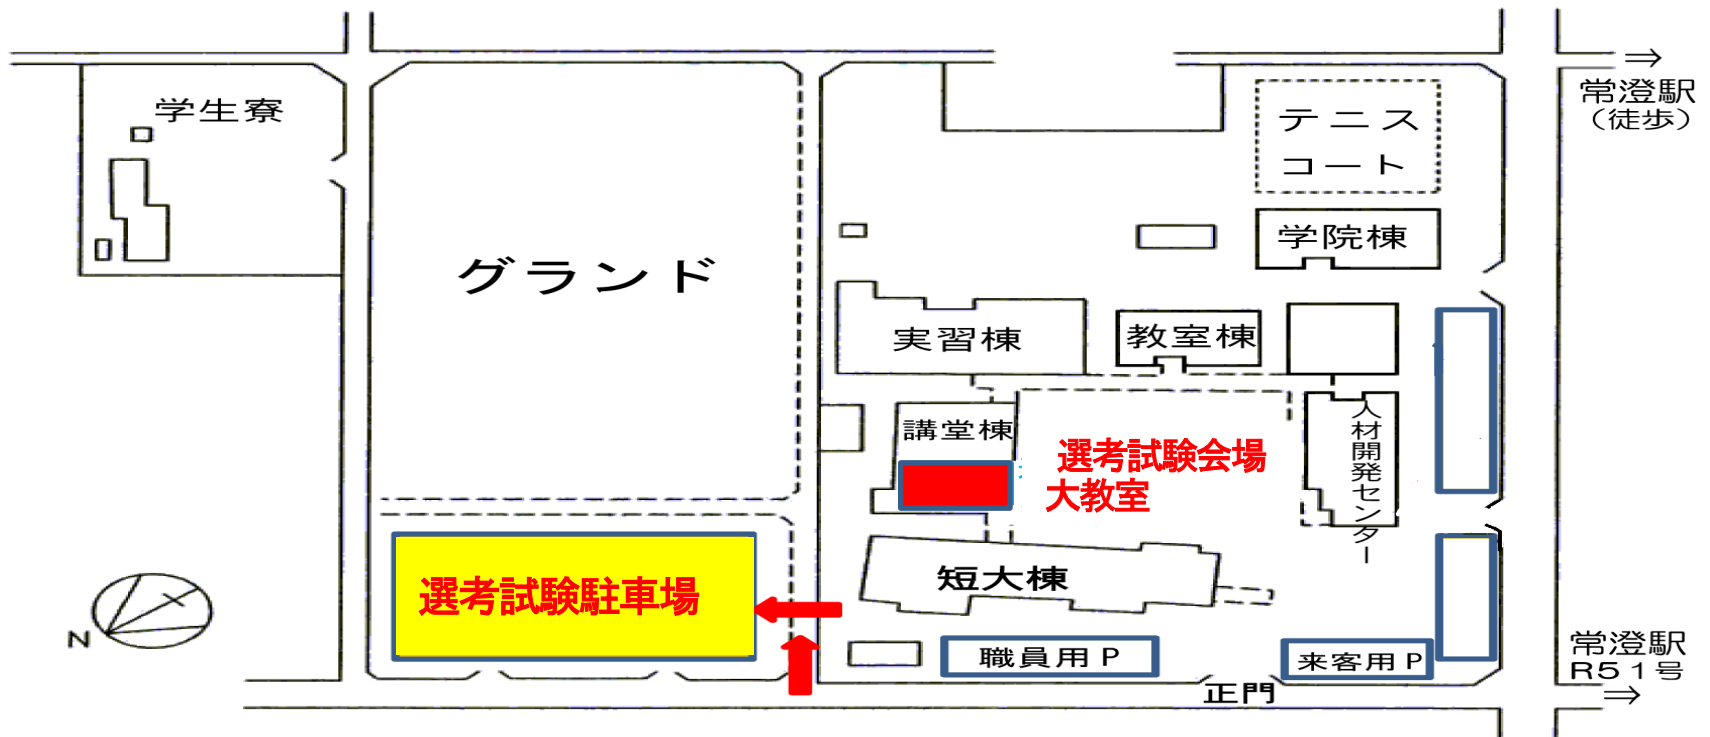 ⇒
常澄駅
（徒歩）
学生寮
テニス
コート
学院棟
グランド
実習棟
教室棟
講堂棟
人材開発センター
選考試験会場
大教室
短大棟
選考試験駐車場
N
職員用P
来客用P
正門
常澄駅
R51号
⇒